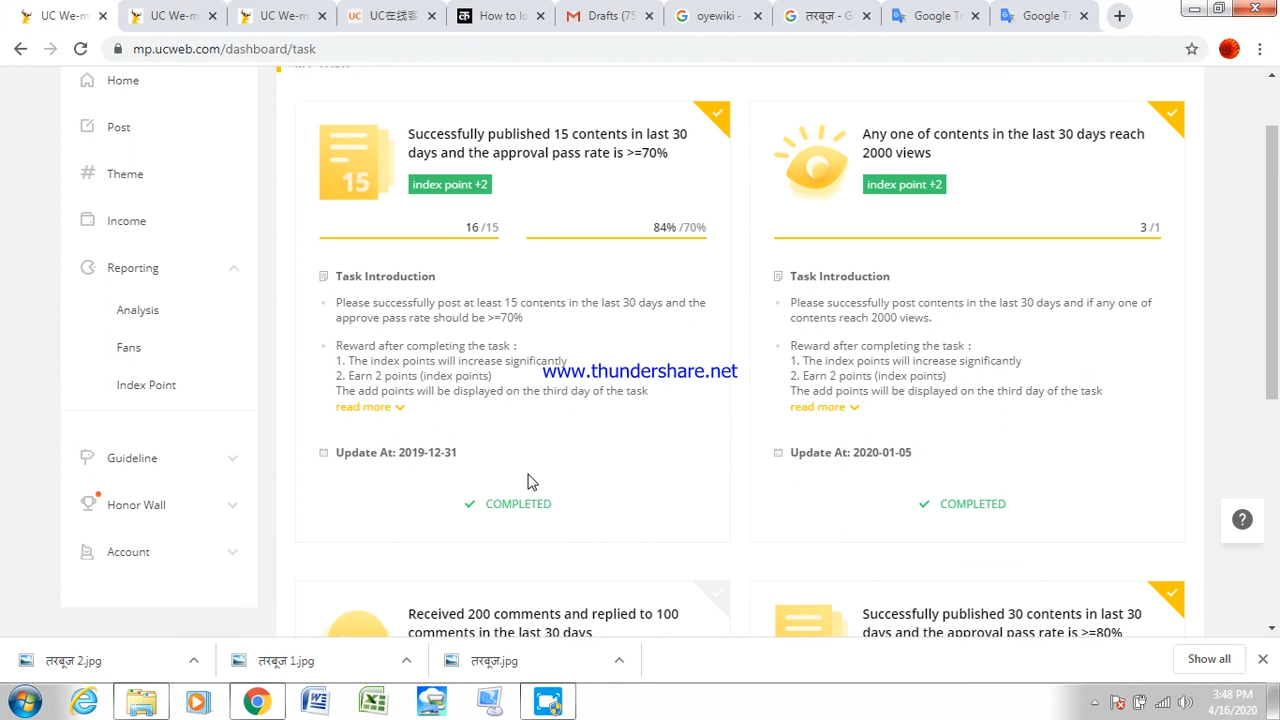 UC We-m
UC We-m
UC We-m
UC在线客
How to lo
Drafts (75
oyewiki -
तरबूज - G
Google T
Google T
mp.ucweb.com/dashboard/task
Home
Post
Theme
Income
Reporting
Analysis
Fans
Index Point
Guideline
Honor Wall
Account
Successfully published 15 contents in last 30
days and the approval pass rate is >=70%
15
index point +2
16 /15
84% /70%
Task Introduction
Please successfully post at least 15 contents in the last 30 days and the
approve pass rate should be >=70%
Reward after completing the task :
1. The index points will increase significantly
2. Earn 2 points (index points)
The add points will be displayed on the third day of the task
read more
Update At: 2019-12-31
COMPLETED
Any one of contents in the last 30 days reach
2000 views
index point +2
3 /1
Task Introduction
Please successfully post contents in the last 30 days and if any one of
contents reach 2000 views.
Reward after completing the task :
1. The index points will increase significantly
2. Earn 2 points (index points)
The add points will be displayed on the third day of the task
read more
Update At: 2020-01-05
COMPLETED
www.thundershare.net
Received 200 comments and replied to 100
comments in the last 30 days
Successfully published 30 contents in last 30
days and the approval pass rate is >=80%
तरबूज 2.jpg
तरबूज 1.jpg
तरबूज.jpg
Show all
3:48 PM
4/16/2020